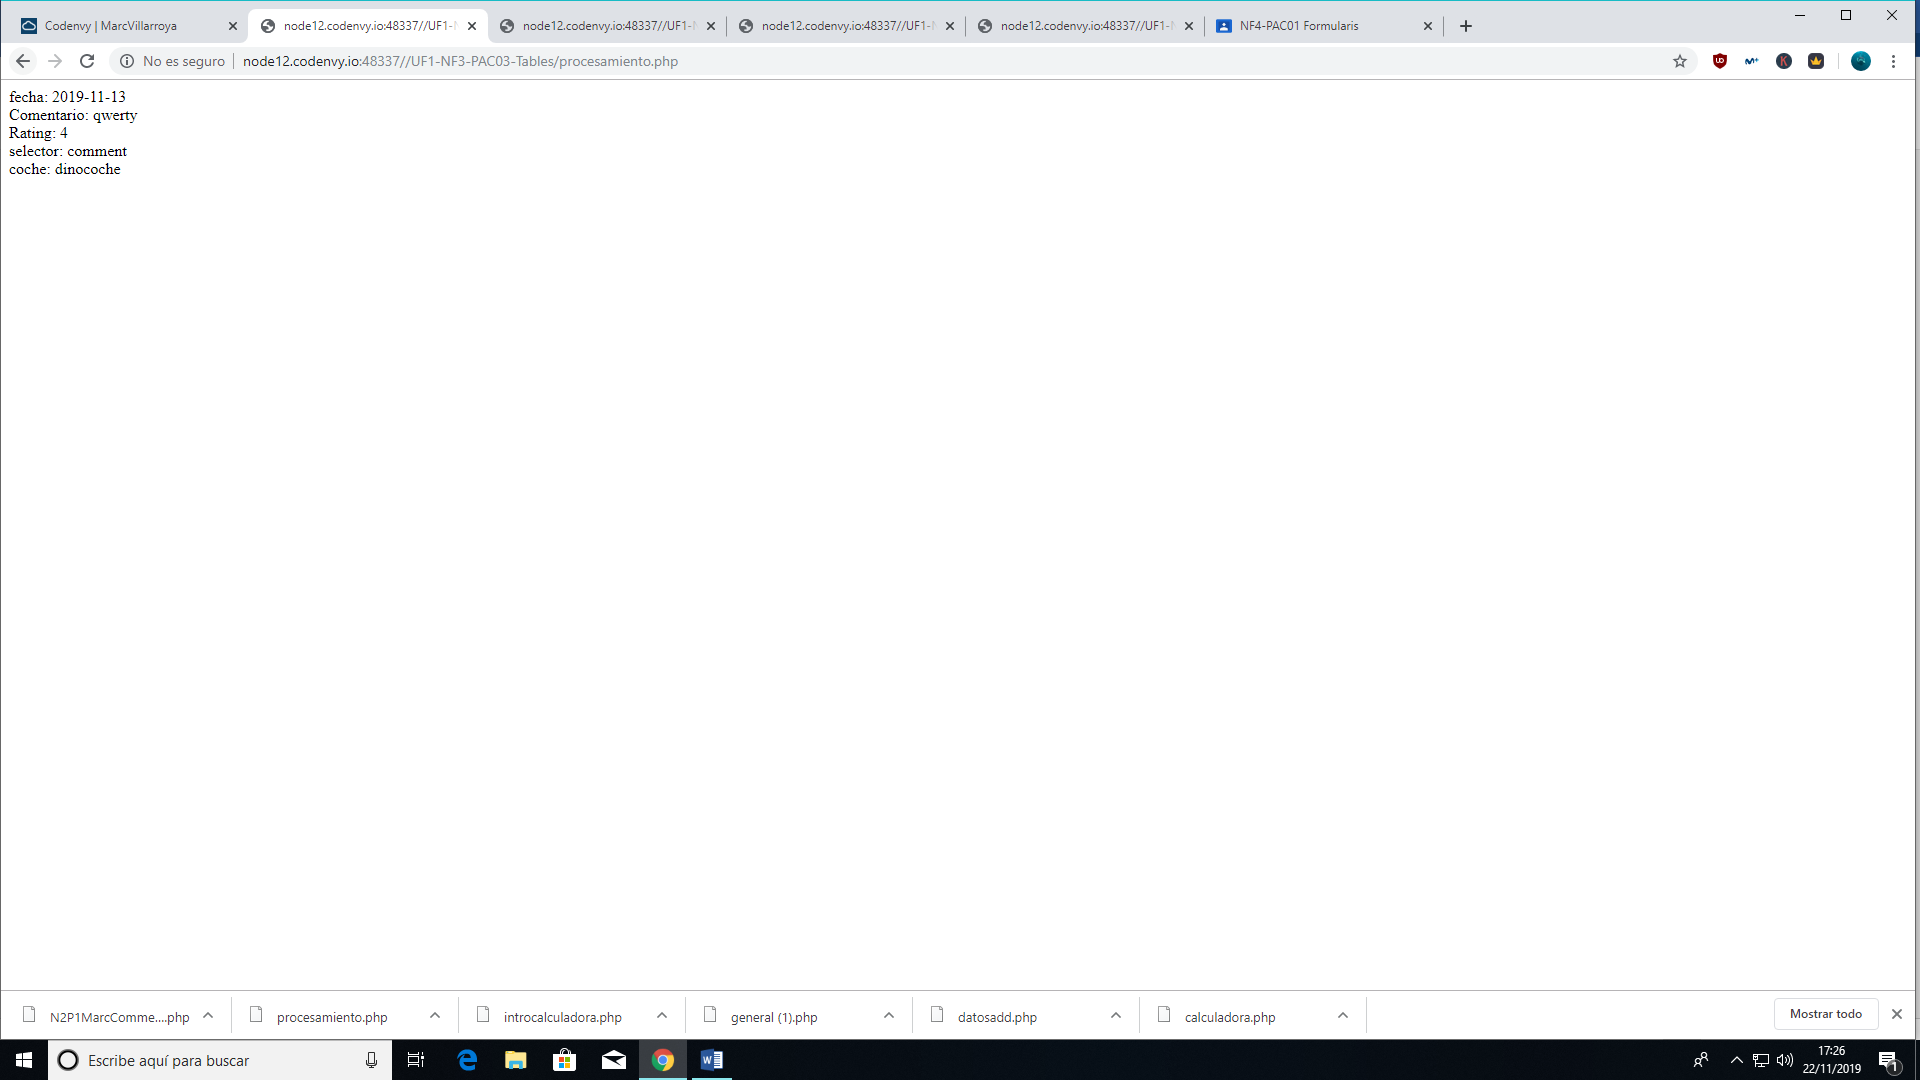 Codenvy | MarcVillarroya
node12.codenvy.io:48337//UF1-N
node12.codenvy.io:48337//UF1-N
node12.codenvy.io:48337//UF1-N
node12.codenvy.io:48337//UF1-N
NF4-PAC01 Formularis
No es seguro
node12.codenvy.io:48337//UF1-NF3-PAC03-Tables/procesamiento.php
fecha: 2019-11-13
Comentario: qwerty
Rating: 4
selector: comment
coche: dinocoche
N2P1MarcComme....php
procesamiento.php
introcalculadora.php
general (1).php
datosadd.php
calculadora.php
Mostrar todo
Escribe aquí para buscar
17:26
22/11/2019
1